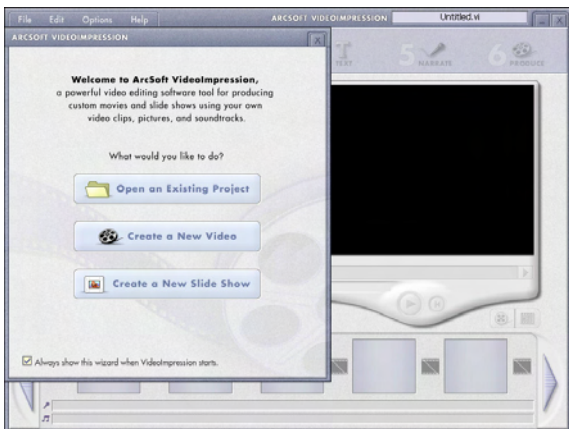 File Edit Options Help ARCSOFT VIDEOIMPRESSION Untitled.vi
ARCSOFT VIDEOIMPRESSION
TEXT 5 NARRATE 6 PRODUCE
Welcome to ArcSoft VideoImpression,
a powerful video editing software tool for producing
custom movies and slide shows using your own
video clips, pictures, and soundtracks.
What would you like to do?
Open an Existing Project
Create a New Video
Create a New Slide Show
Always show this wizard when VideoImpression starts.